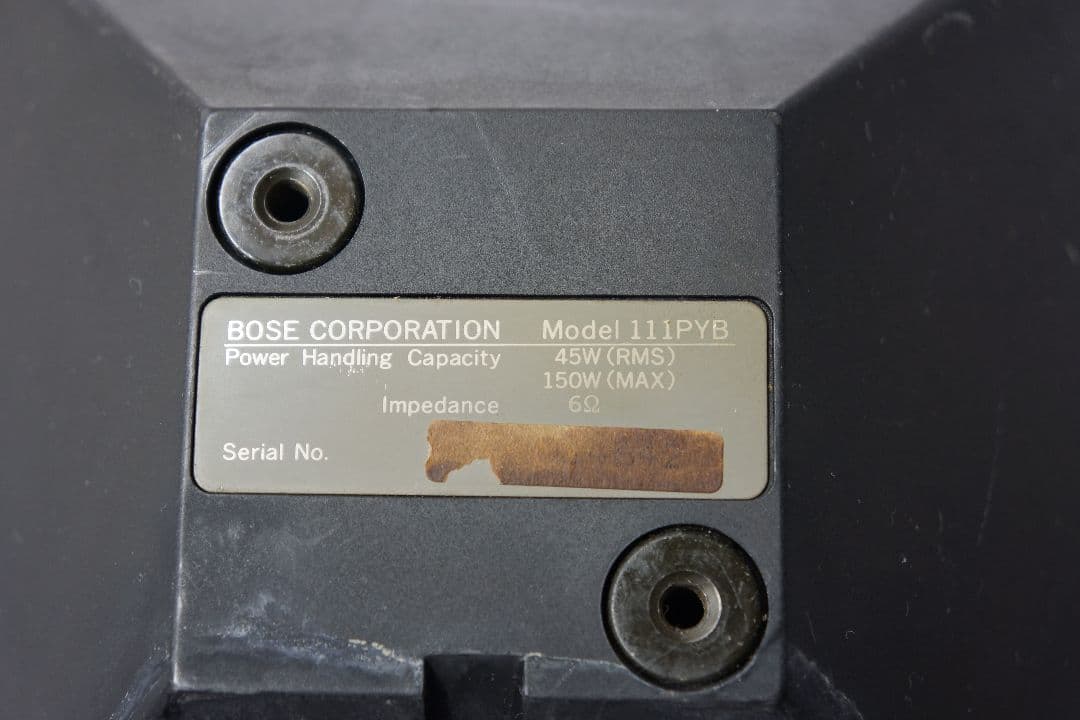 BOSE CORPORATION Model 111PYB
Power Handling Capacity 45W (RMS)
150W (MAX)
Impedance 6Ω
Serial No.